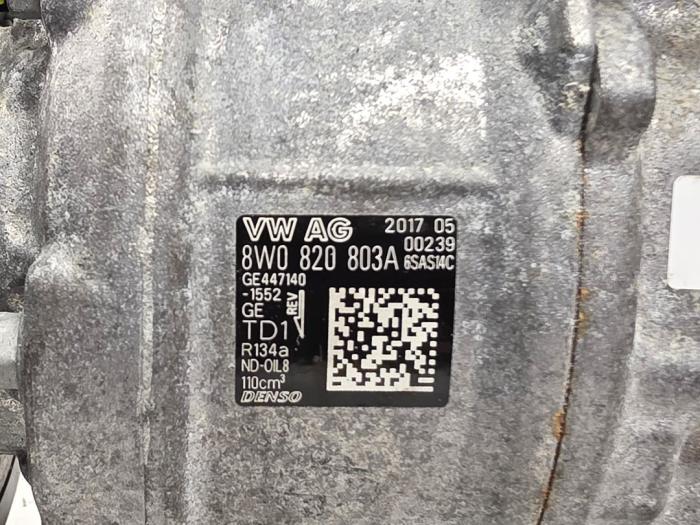 VW AG 2017 05
00239
8W0 820 803A 6SAS14C
GE447140
-1552
GE REV
TD1
R134a
ND-OIL8
110cm³
DENSO